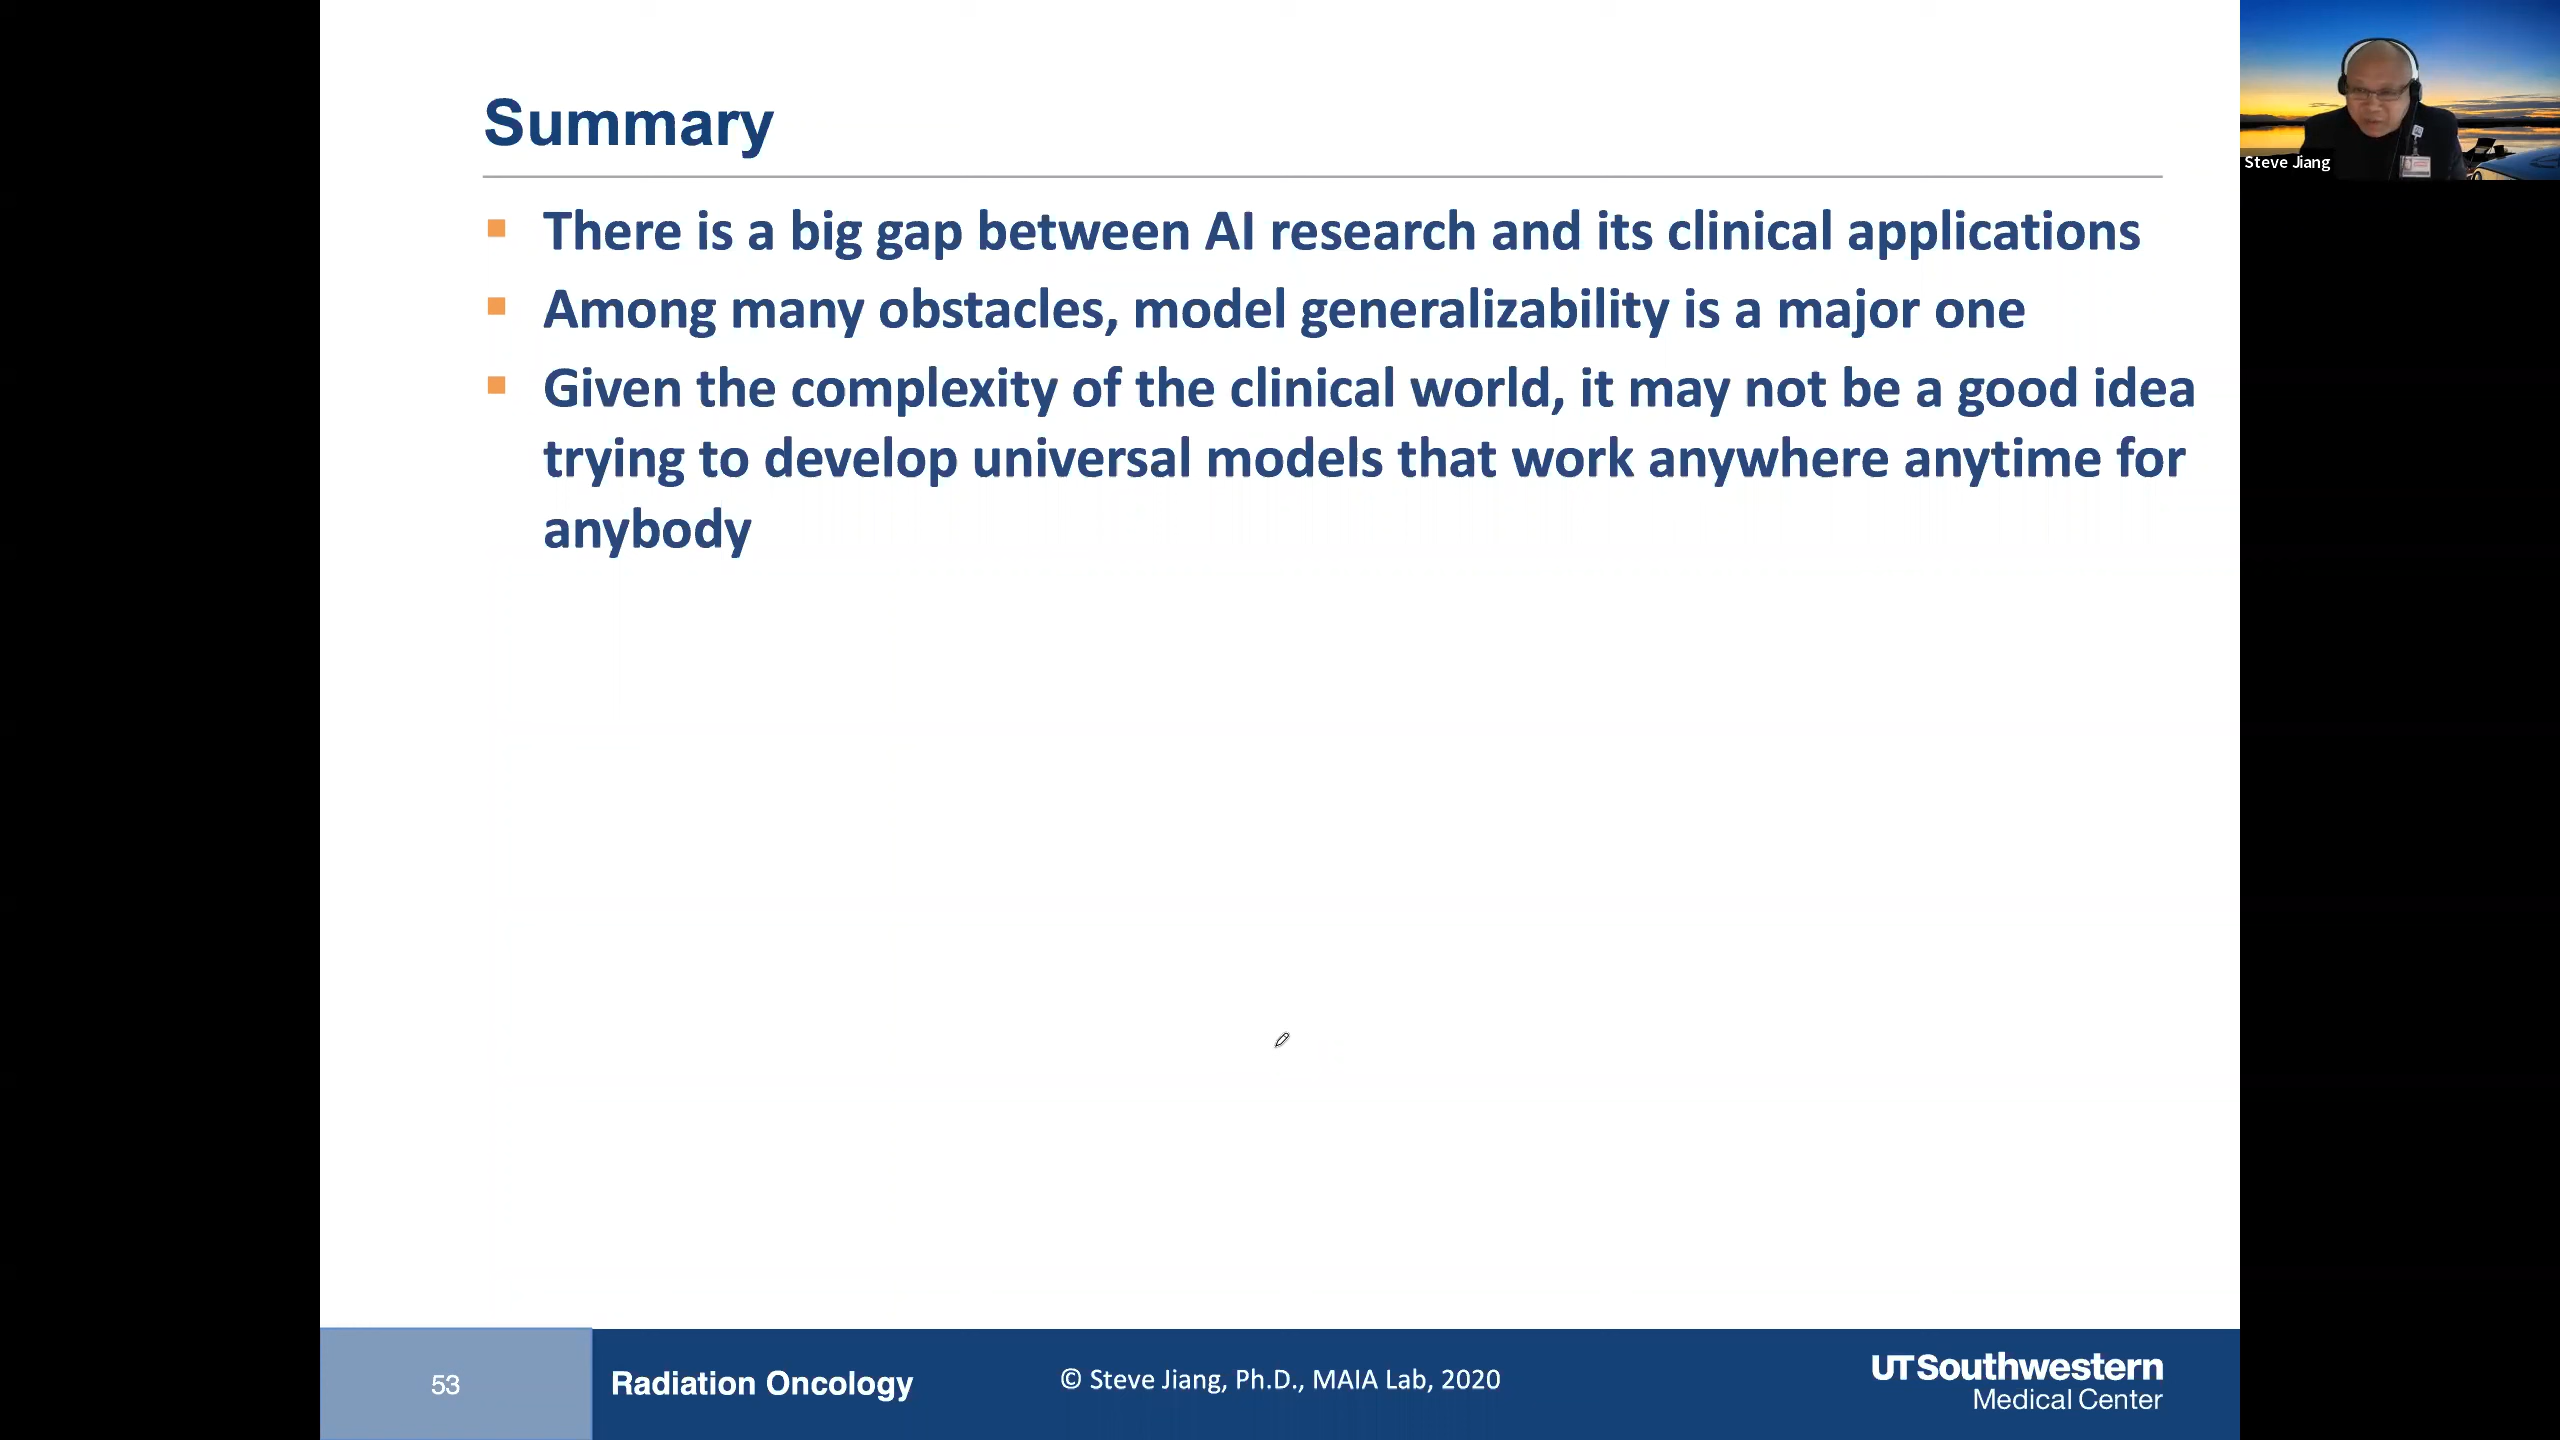 Summary
There is a big gap between AI research and its clinical applications
Among many obstacles, model generalizability is a major one
Given the complexity of the clinical world, it may not be a good idea
trying to develop universal models that work anywhere anytime for
anybody
Steve Jiang
53
Radiation Oncology
© Steve Jiang, Ph.D., MAIA Lab, 2020
UTSouthwestern
Medical Center